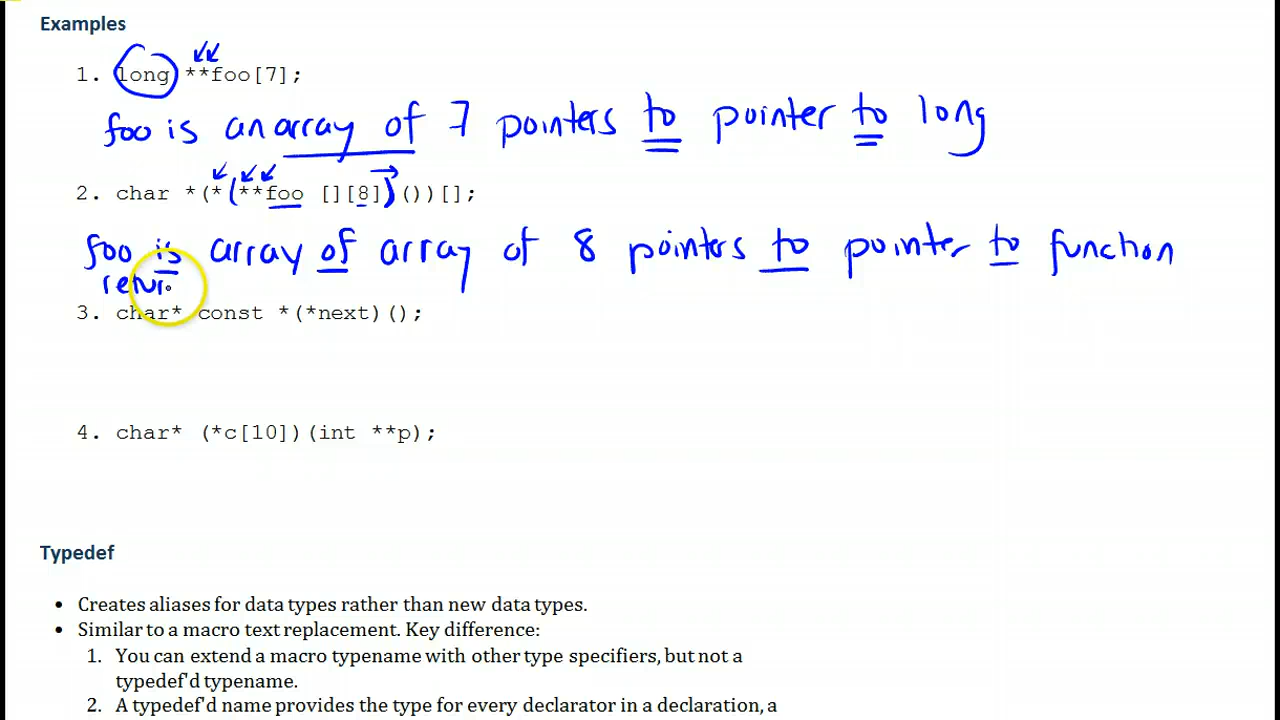 Examples
1. long **foo[7];
foo is an array of 7 pointers to pointer to long
2. char *(*(**foo [][8])())[];
foo is array of array of 8 pointers to pointer to function
retur
3. char* const *(*next)();
4. char* (*c[10])(int **p);
Typedef
• Creates aliases for data types rather than new data types.
• Similar to a macro text replacement. Key difference:
1. You can extend a macro typename with other type specifiers, but not a
typedef'd typename.
2. A typedef'd name provides the type for every declarator in a declaration, a